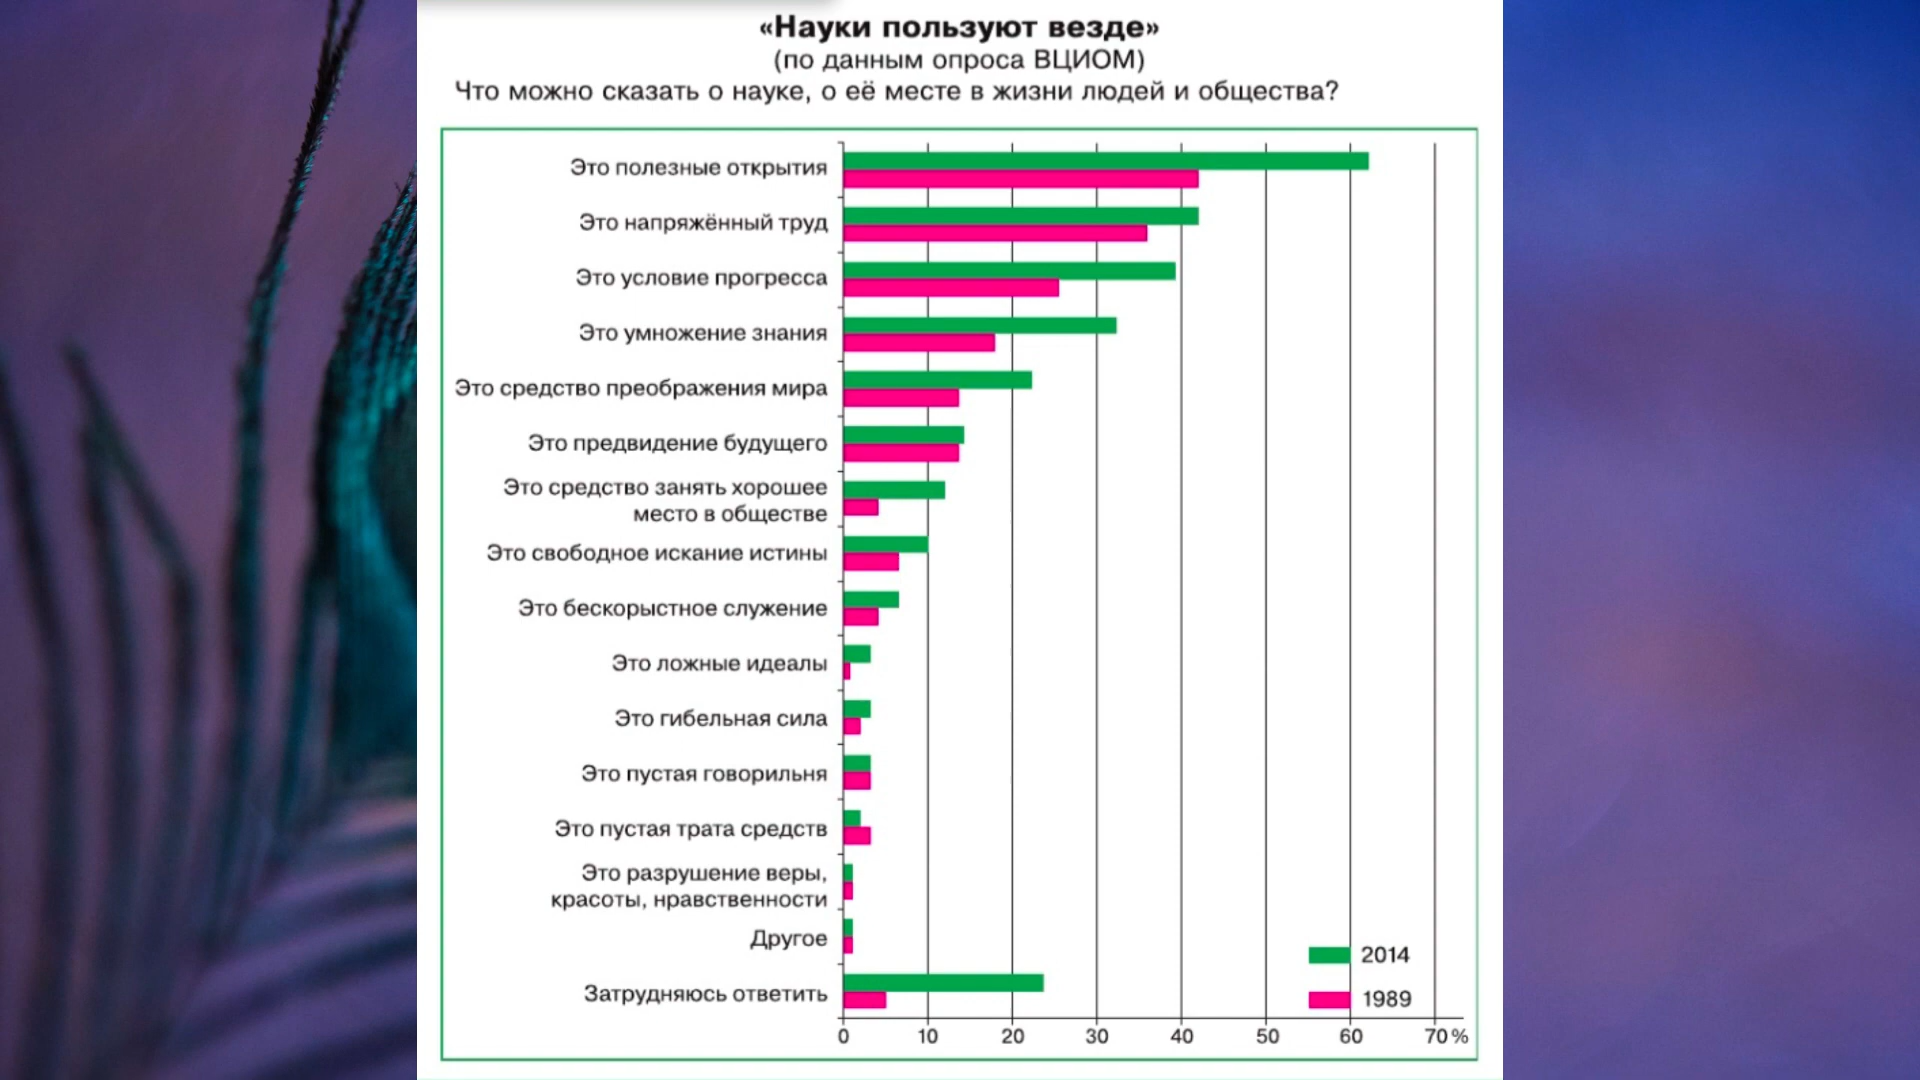 «Науки пользуют везде»
(по данным опроса ВЦИОМ)
Что можно сказать о науке, о её месте в жизни людей и общества?
Это полезные открытия
Это напряжённый труд
Это условие прогресса
Это умножение знания
Это средство преображения мира
Это предвидение будущего
Это средство занять хорошее
место в обществе
Это свободное искание истины
Это бескорыстное служение
Это ложные идеалы
Это гибельная сила
Это пустая говорильня
Это пустая трата средств
Это разрушение веры,
красоты, нравственности
Другое
2014
Затрудняюсь ответить
1989
0 10 20 30 40 50 60 70 %